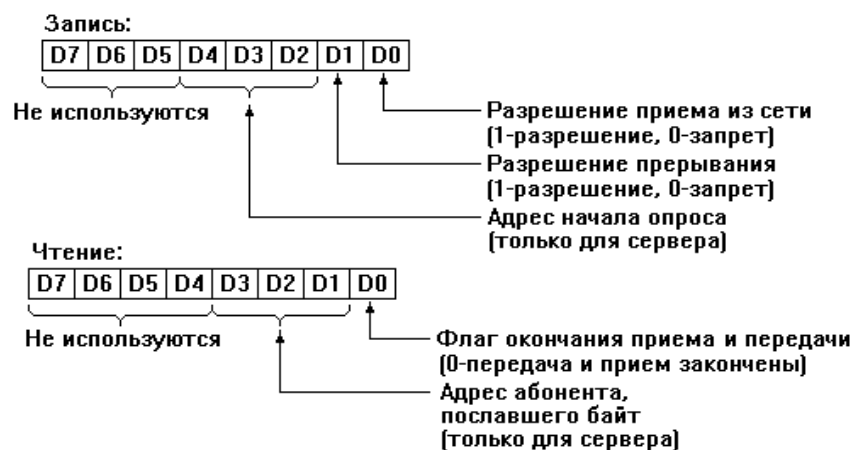 Запись:
D7 D6 D5 D4 D3 D2 D1 D0
Не используются
Разрешение приема из сети
(1-разрешение, 0-запрет)
Разрешение прерывания
(1-разрешение, 0-запрет)
Адрес начала опроса
(только для сервера)
Чтение:
D7 D6 D5 D4 D3 D2 D1 D0
Не используются
Флаг окончания приема и передачи
(0-передача и прием закончены)
Адрес абонента,
пославшего байт
(только для сервера)